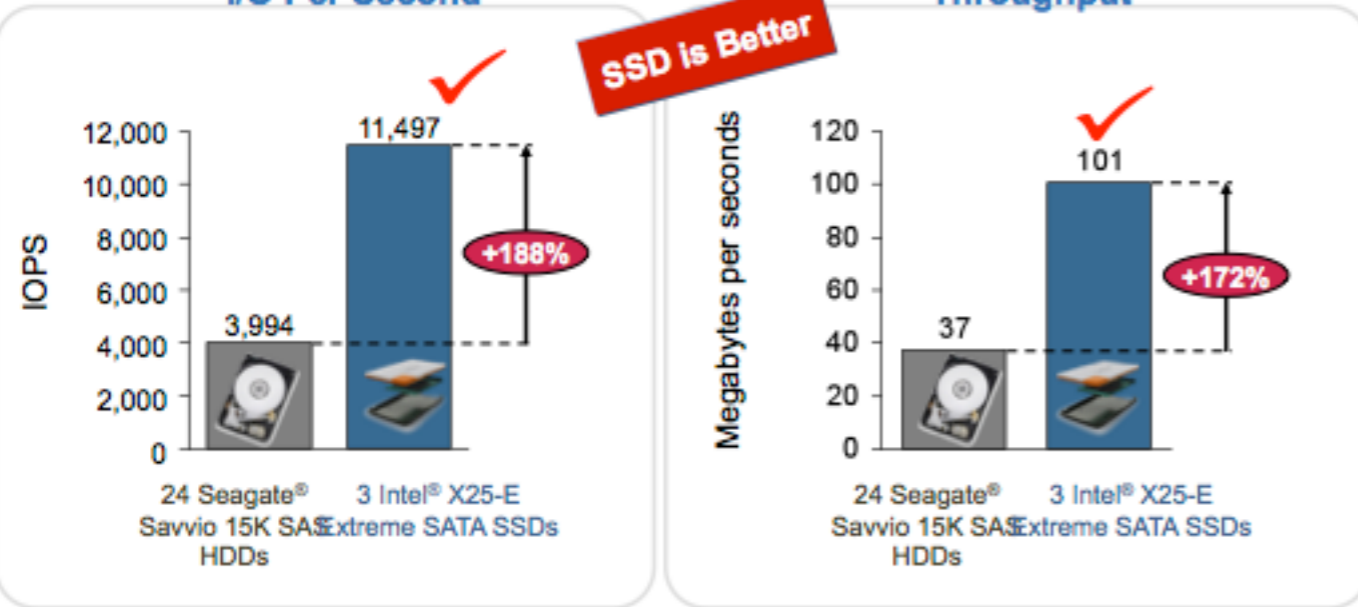 I/O Per Second
Throughput
SSD is Better
IOPS
12,000
10,000
8,000
6,000
4,000
2,000
0
3,994
11,497
+188%
24 Seagate®
Savvio 15K SAS
HDDs
3 Intel® X25-E
Extreme SATA SSDs
Megabytes per seconds
120
100
80
60
40
20
0
37
101
+172%
24 Seagate®
Savvio 15K SAS
HDDs
3 Intel® X25-E
Extreme SATA SSDs